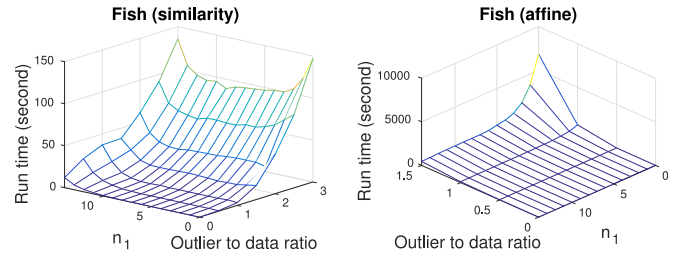 Fish (similarity)
150
100
50
0
10
5
0
0
1
2
3
Run time (second)
n1
Outlier to data ratio
Fish (affine)
10000
5000
0
1.5
1
0.5
0
10
5
0
Run time (second)
Outlier to data ratio
n1